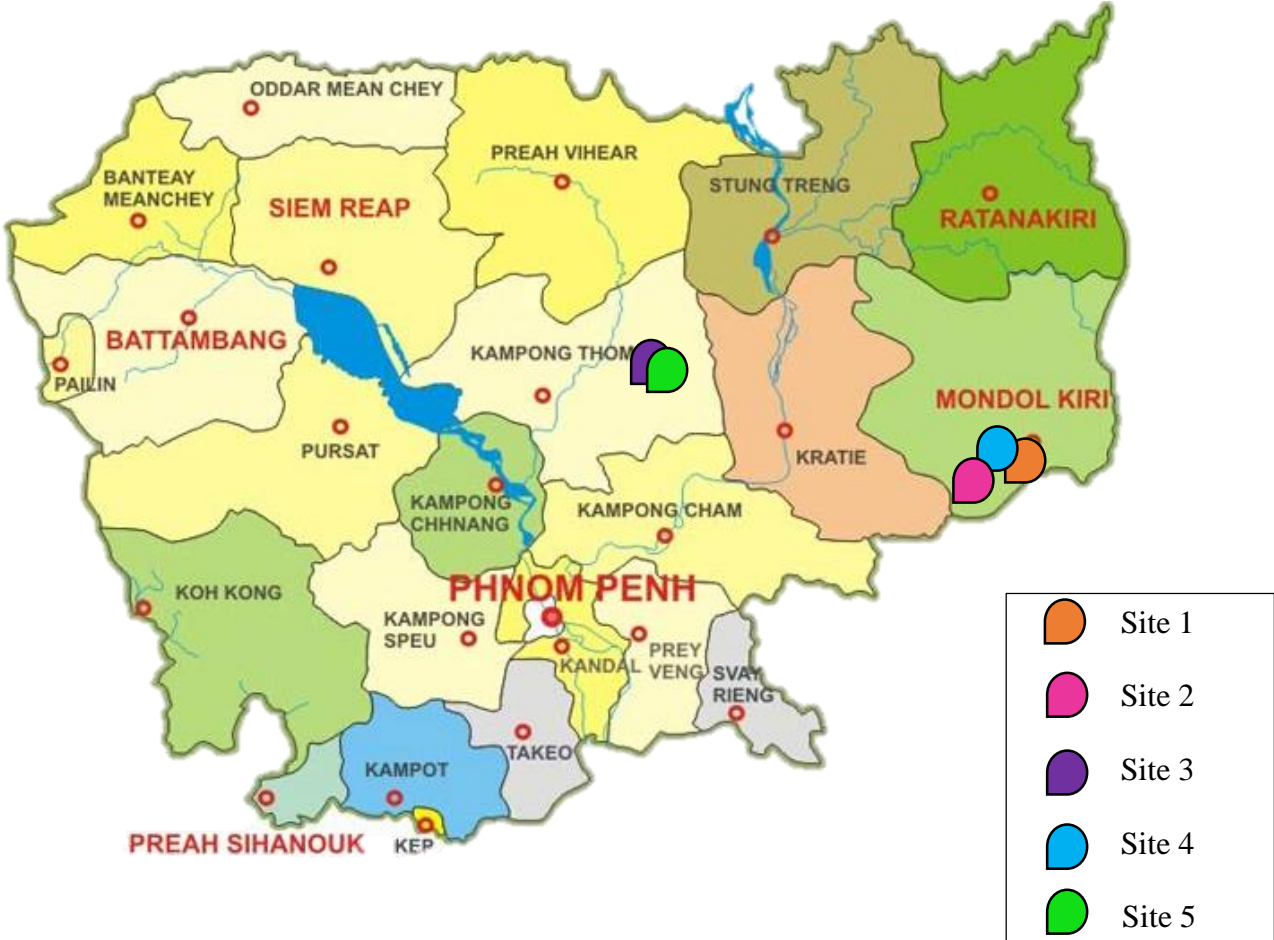 ODDAR MEAN CHEY
PREAH VIHEAR
BANTEAY
MEANCHEY
SIEM REAP
STUNG TRENG
RATANAKIRI
BATTAMBANG
PAILIN
KAMPONG THOM
MONDOL KIRI
PURSAT
KRATIE
KAMPONG
CHHNANG
KAMPONG CHAM
KOH KONG
PHNOM PENH
KAMPONG
SPEU
KANDAL
PREY
VENG
SVAY
RIENG
TAKEO
KAMPOT
PREAH SIHANOUK
KEP
Site 1
Site 2
Site 3
Site 4
Site 5